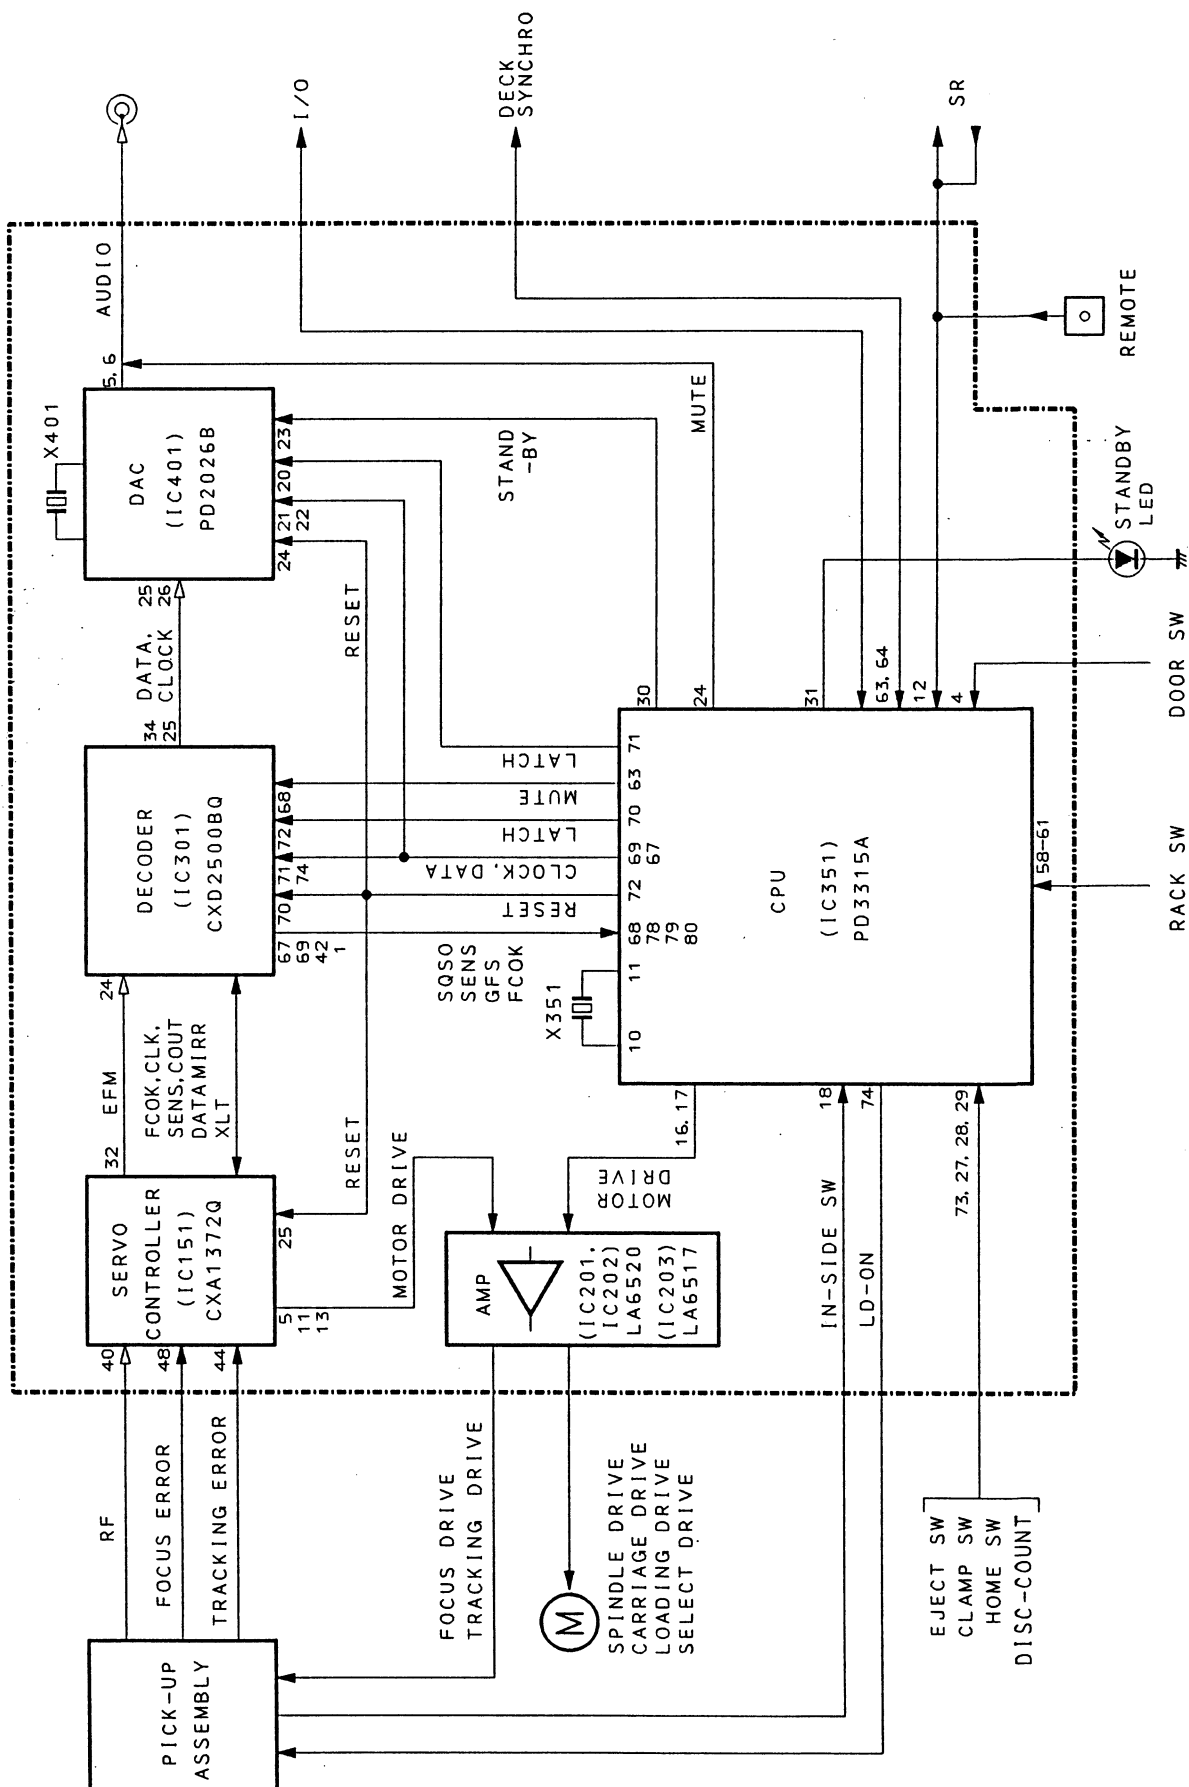 PICK-UP
ASSEMBLY
RF
FOCUS ERROR
TRACKING ERROR
40
48
44
SERVO
CONTROLLER
(IC151)
CXA1372Q
32
EFM
24
FCOK,CLK,
SENS,COUT
DATAMIRR
XLT
25
RESET
5
11
13
MOTOR DRIVE
DECODER
(IC301)
CXD2500BQ
34
25
DATA,
CLOCK
25
26
67
69
42
1
70
71
74
72
68
DAC
(IC401)
PD2026B
X401
24
21
22
20
23
5, 6
AUDIO
I/O
DECK
SYNCHRO
SR
REMOTE
RESET
STAND
-BY
MUTE
SQSO
SENS
GFS
FCOK
RESET
CLOCK, DATA
LATCH
MUTE
LATCH
FOCUS DRIVE
TRACKING DRIVE
AMP
(IC201,
IC202)
LA6520
(IC203)
LA6517
MOTOR
DRIVE
M
SPINDLE DRIVE
CARRIAGE DRIVE
LOADING DRIVE
SELECT DRIVE
X351
10
11
68
78
79
80
72
69
67
70
63
71
CPU
(IC351)
PD3315A
30
24
31
63, 64
12
4
16, 17
18
74
73, 27, 28, 29
58-61
IN-SIDE SW
LD-ON
EJECT SW
CLAMP SW
HOME SW
DISC-COUNT
RACK SW
DOOR SW
STANDBY
LED